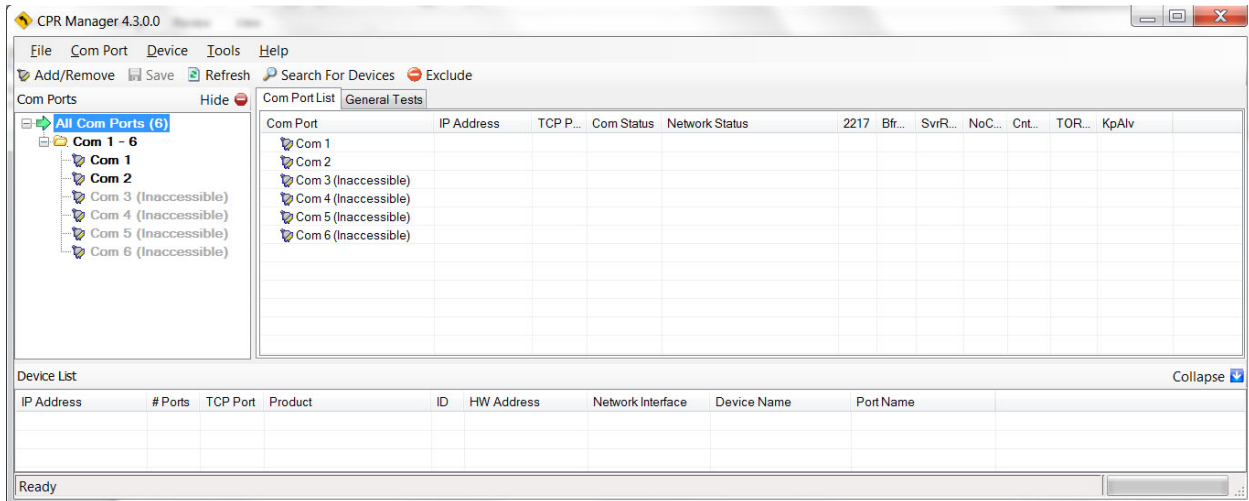 CPR Manager 4.3.0.0
File Com Port Device Tools Help
Add/Remove Save Refresh Search For Devices Exclude
Com Ports Hide
Com Port List General Tests
All Com Ports (6)
Com 1 - 6
Com 1
Com 2
Com 3 (Inaccessible)
Com 4 (Inaccessible)
Com 5 (Inaccessible)
Com 6 (Inaccessible)
Com Port IP Address TCP P... Com Status Network Status 2217 Bfr... SvrR... NoC... Cnt... TOR... KpAlv
Com 1
Com 2
Com 3 (Inaccessible)
Com 4 (Inaccessible)
Com 5 (Inaccessible)
Com 6 (Inaccessible)
Device List Collapse
IP Address # Ports TCP Port Product ID HW Address Network Interface Device Name Port Name
Ready